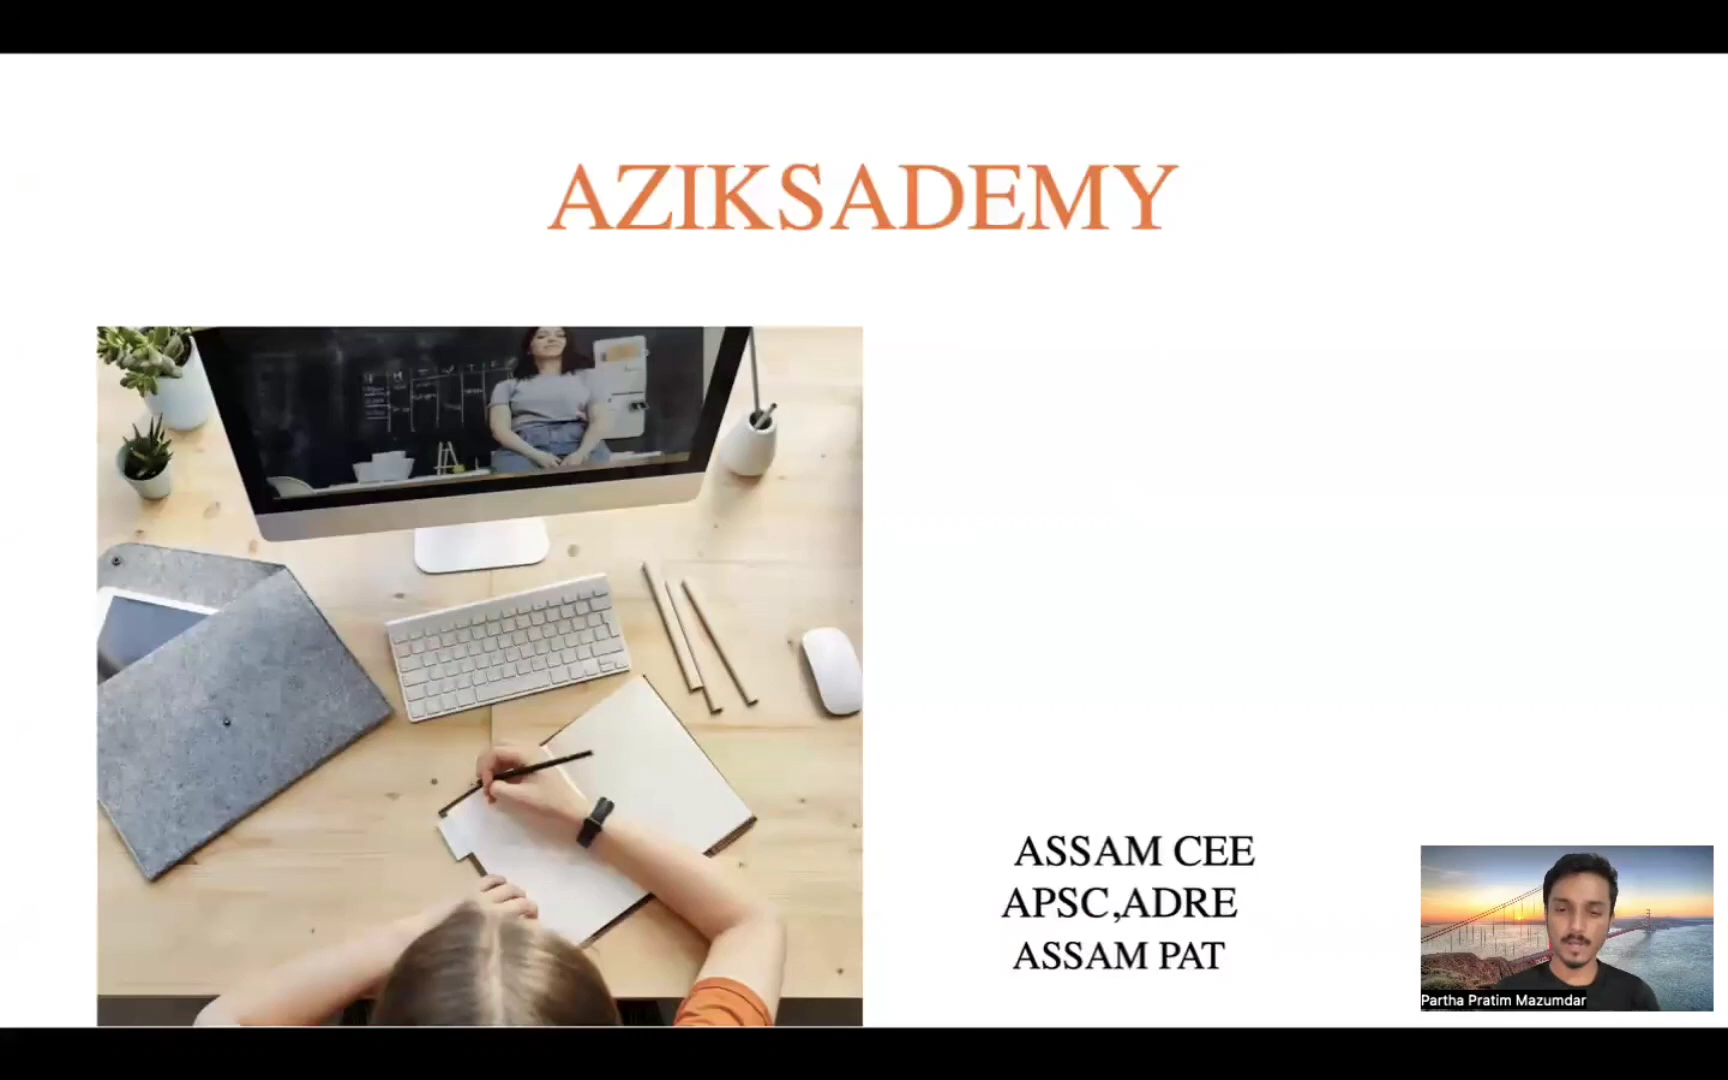 AZIKSADEMY
ASSAM CEE
APSC,ADRE
ASSAM PAT
Partha Pratim Mazumdar